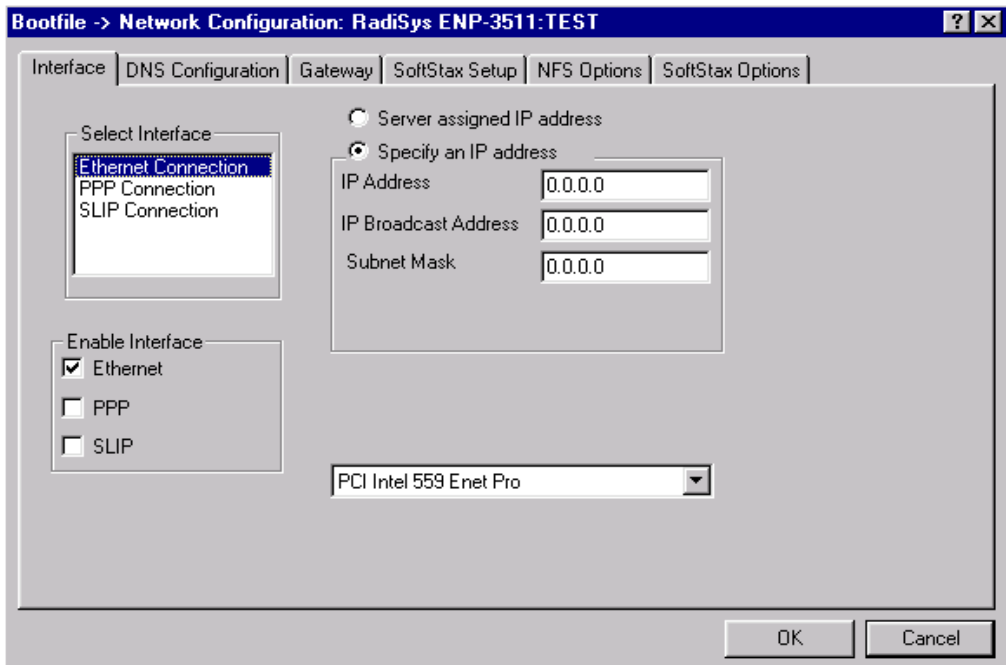 Bootfile -> Network Configuration: RadiSys ENP-3511:TEST
Interface
DNS Configuration
Gateway
SoftStax Setup
NFS Options
SoftStax Options
Select Interface
Ethernet Connection
PPP Connection
SLIP Connection
Enable Interface
Ethernet
PPP
SLIP
Server assigned IP address
Specify an IP address
IP Address
0.0.0.0
IP Broadcast Address
0.0.0.0
Subnet Mask
0.0.0.0
PCI Intel 559 Enet Pro
OK
Cancel